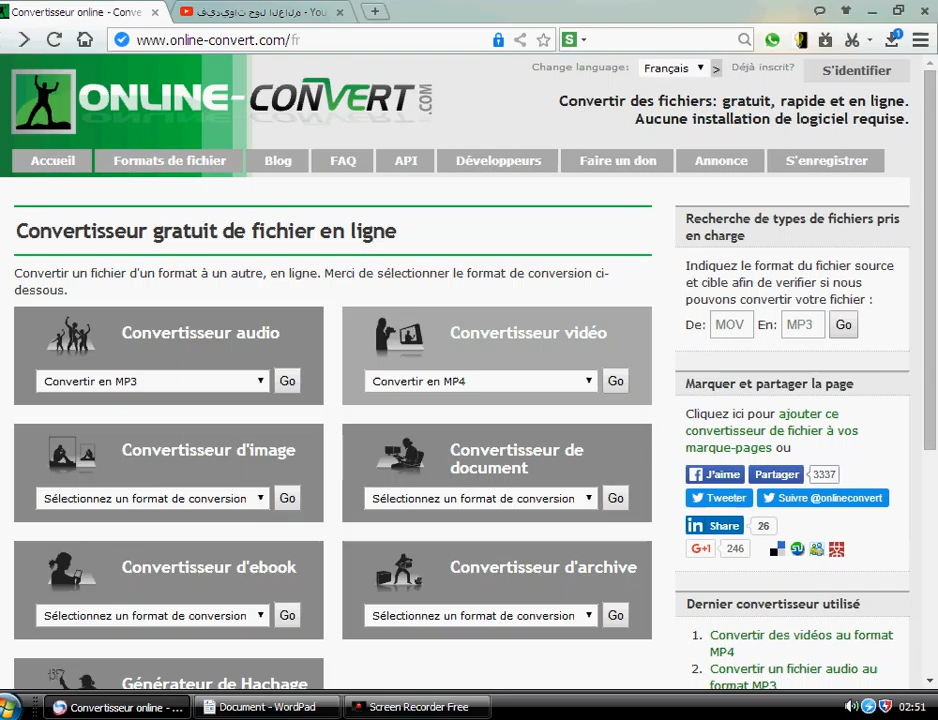 Convertisseur online - Conve
فيديوات حول العالم - You
www.online-convert.com/fr
S
1
ONLINE-CONVERT.COM
Change language:
Français
>
Déjà inscrit?
S'identifier
Convertir des fichiers: gratuit, rapide et en ligne.
Aucune installation de logiciel requise.
Accueil
Formats de fichier
Blog
FAQ
API
Développeurs
Faire un don
Annonce
S'enregistrer
Convertisseur gratuit de fichier en ligne
Convertir un fichier d'un format à un autre, en ligne. Merci de sélectionner le format de conversion ci-
dessous.
Convertisseur audio
Convertir en MP3
Go
Convertisseur vidéo
Convertir en MP4
Go
Convertisseur d'image
Sélectionnez un format de conversion
Go
Convertisseur de
document
Sélectionnez un format de conversion
Go
Convertisseur d'ebook
Sélectionnez un format de conversion
Go
Convertisseur d'archive
Sélectionnez un format de conversion
Go
Générateur de Hachage
Recherche de types de fichiers pris
en charge
Indiquez le format du fichier source
et cible afin de verifier si nous
pouvons convertir votre fichier :
De: MOV En: MP3 Go
Marquer et partager la page
Cliquez ici pour ajouter ce
convertisseur de fichier à vos
marque-pages ou
J'aime Partager 3337
Tweeter Suivre @onlineconvert
in Share 26
G+1 246
Dernier convertisseur utilisé
1. Convertir des vidéos au format
MP4
2. Convertir un fichier audio au
format MP3
Convertisseur online - ...
Document - WordPad
Screen Recorder Free
02:51